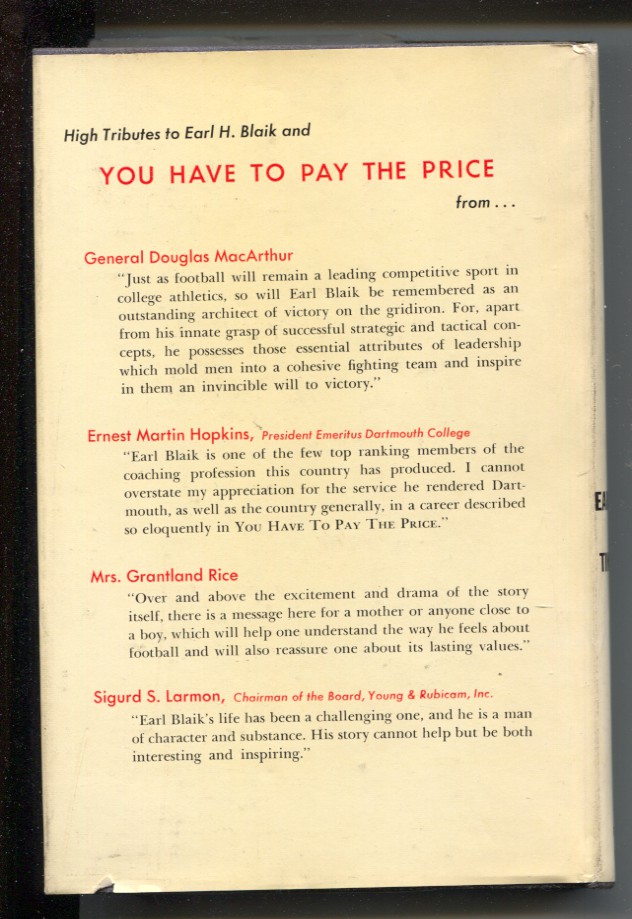 High Tributes to Earl H. Blaik and
YOU HAVE TO PAY THE PRICE
from . . .
General Douglas MacArthur
"Just as football will remain a leading competitive sport in
college athletics, so will Earl Blaik be remembered as an
outstanding architect of victory on the gridiron. For, apart
from his innate grasp of successful strategic and tactical con-
cepts, he possesses those essential attributes of leadership
which mold men into a cohesive fighting team and inspire
in them an invincible will to victory."
Ernest Martin Hopkins, President Emeritus Dartmouth College
"Earl Blaik is one of the few top ranking members of the
coaching profession this country has produced. I cannot
overstate my appreciation for the service he rendered Dart-
mouth, as well as the country generally, in a career described
so eloquently in YOU HAVE TO PAY THE PRICE."
Mrs. Grantland Rice
"Over and above the excitement and drama of the story
itself, there is a message here for a mother or anyone close to
a boy, which will help one understand the way he feels about
football and will also reassure one about its lasting values."
Sigurd S. Larmon, Chairman of the Board, Young & Rubicam, Inc.
"Earl Blaik's life has been a challenging one, and he is a man
of character and substance. His story cannot help but be both
interesting and inspiring."